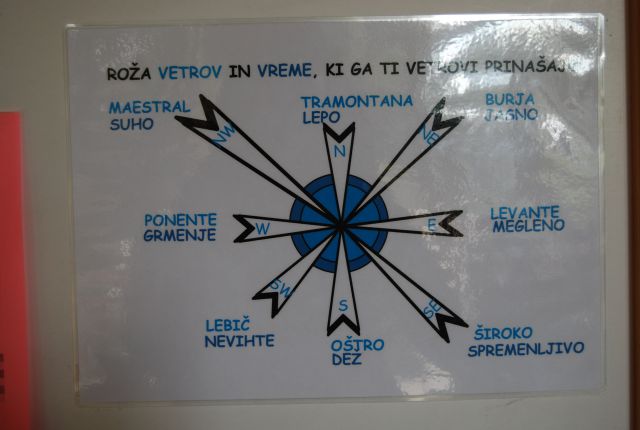 ROŽA VETROV IN VREME, KI GA TI VETROVI PRINAŠAJO
MAESTRAL
SUHO
TRAMONTANA
LEPO
BURJA
JASNO
NW
N
NE
PONENTE
GRMENJE
W
E
LEVANTE
MEGLENO
SW
S
SE
LEBIČ
NEVIHTE
OŠTRO
DEŽ
ŠIROKO
SPREMENLJIVO